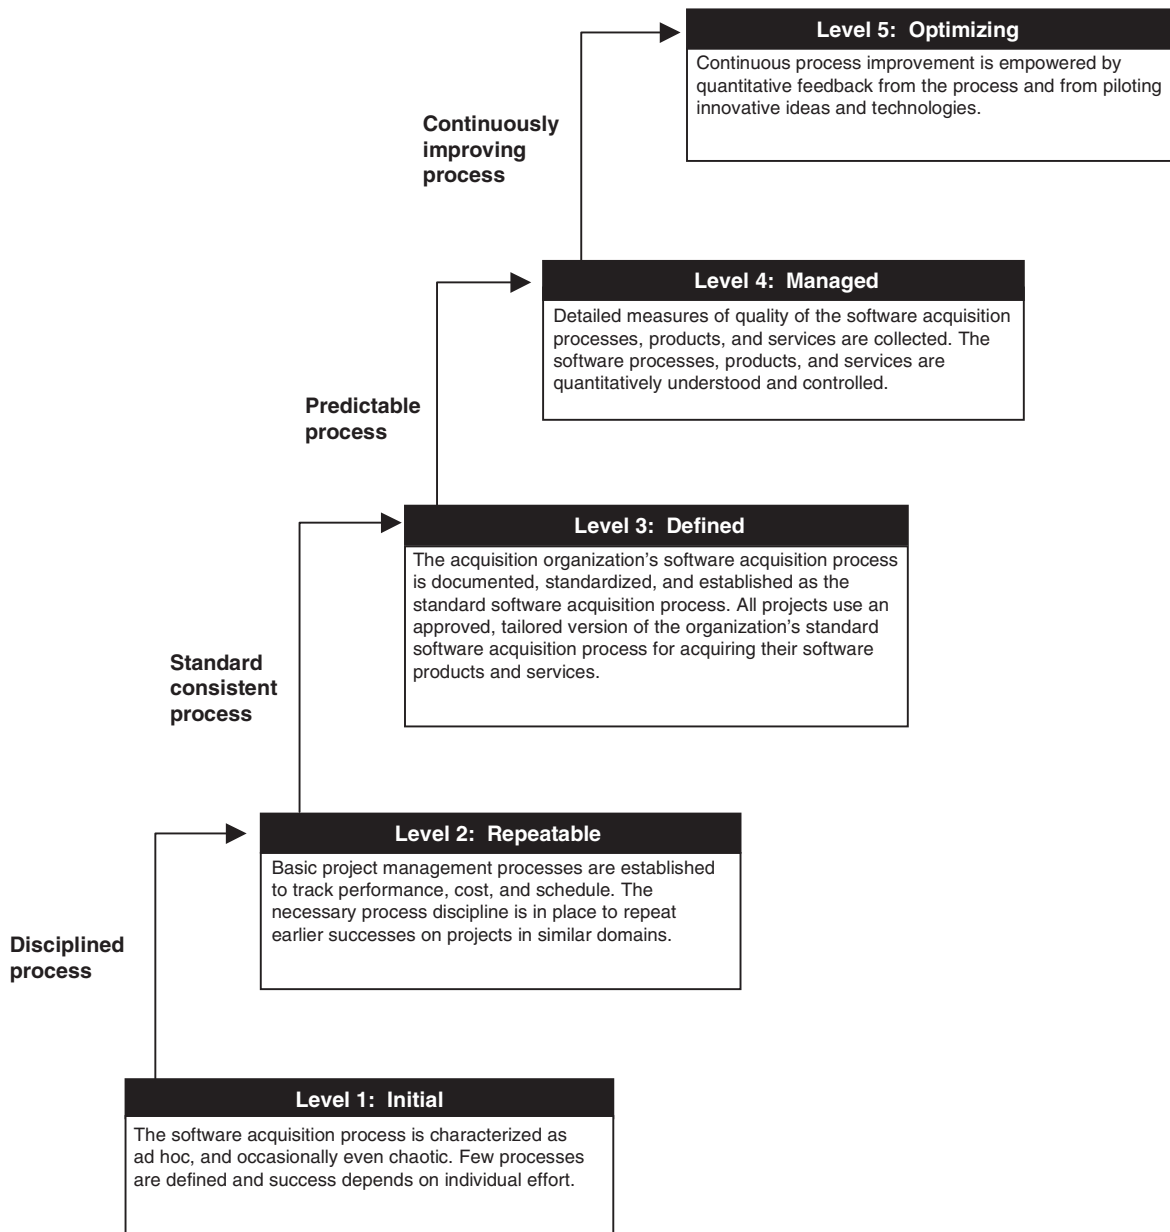 Level 5: Optimizing
Continuous process improvement is empowered by
quantitative feedback from the process and from piloting
innovative ideas and technologies.
Continuously
improving
process
Level 4: Managed
Detailed measures of quality of the software acquisition
processes, products, and services are collected. The
software processes, products, and services are
quantitatively understood and controlled.
Predictable
process
Level 3: Defined
The acquisition organization’s software acquisition process
is documented, standardized, and established as the
standard software acquisition process. All projects use an
approved, tailored version of the organization’s standard
software acquisition process for acquiring their software
products and services.
Standard
consistent
process
Level 2: Repeatable
Basic project management processes are established
to track performance, cost, and schedule. The
necessary process discipline is in place to repeat
earlier successes on projects in similar domains.
Disciplined
process
Level 1: Initial
The software acquisition process is characterized as
ad hoc, and occasionally even chaotic. Few processes
are defined and success depends on individual effort.